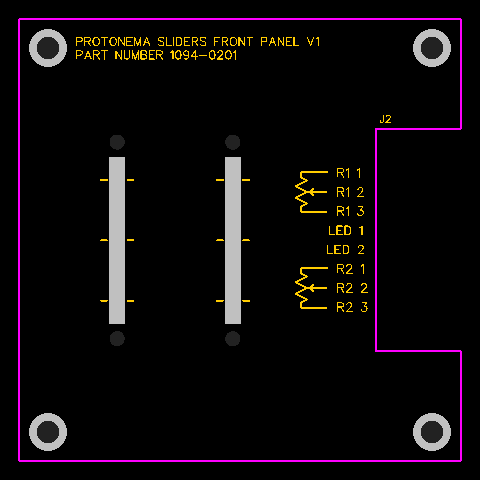 PROTONEMA SLIDERS FRONT PANEL V1
PART NUMBER 1094-0201
J2
R1 1
R1 2
R1 3
LED 1
LED 2
R2 1
R2 2
R2 3